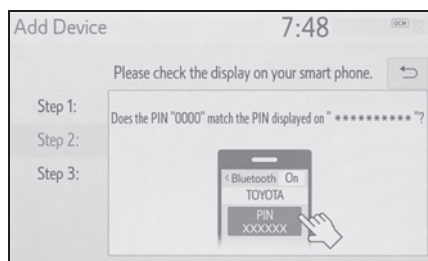 Add Device
7:48
DCM
Please check the display on your smart phone.
Step 1:
Step 2:
Step 3:
Does the PIN "0000" match the PIN displayed on " ********** "?
< Bluetooth On
TOYOTA
PIN
XXXXXX